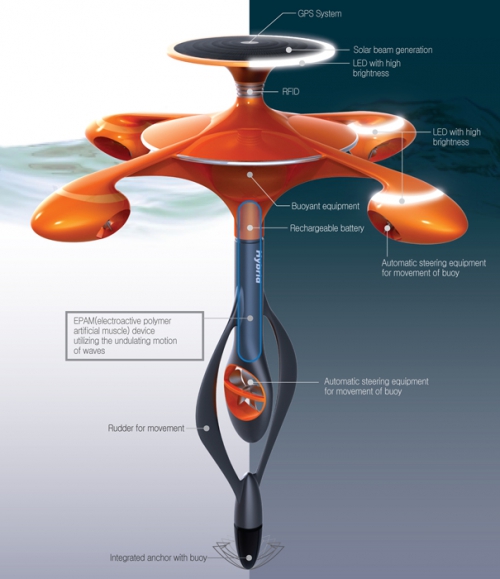 GPS System
Solar beam generation
LED with high
brightness
RFID
LED with high
brightness
Buoyant equipment
Rechargeable battery
Automatic steering equipment
for movement of buoy
Hybrid
EPAM(electroactive polymer
artificial muscle) device
utilizing the undulating motion
of waves
Automatic steering equipment
for movement of buoy
Rudder for movement
Integrated anchor with buoy